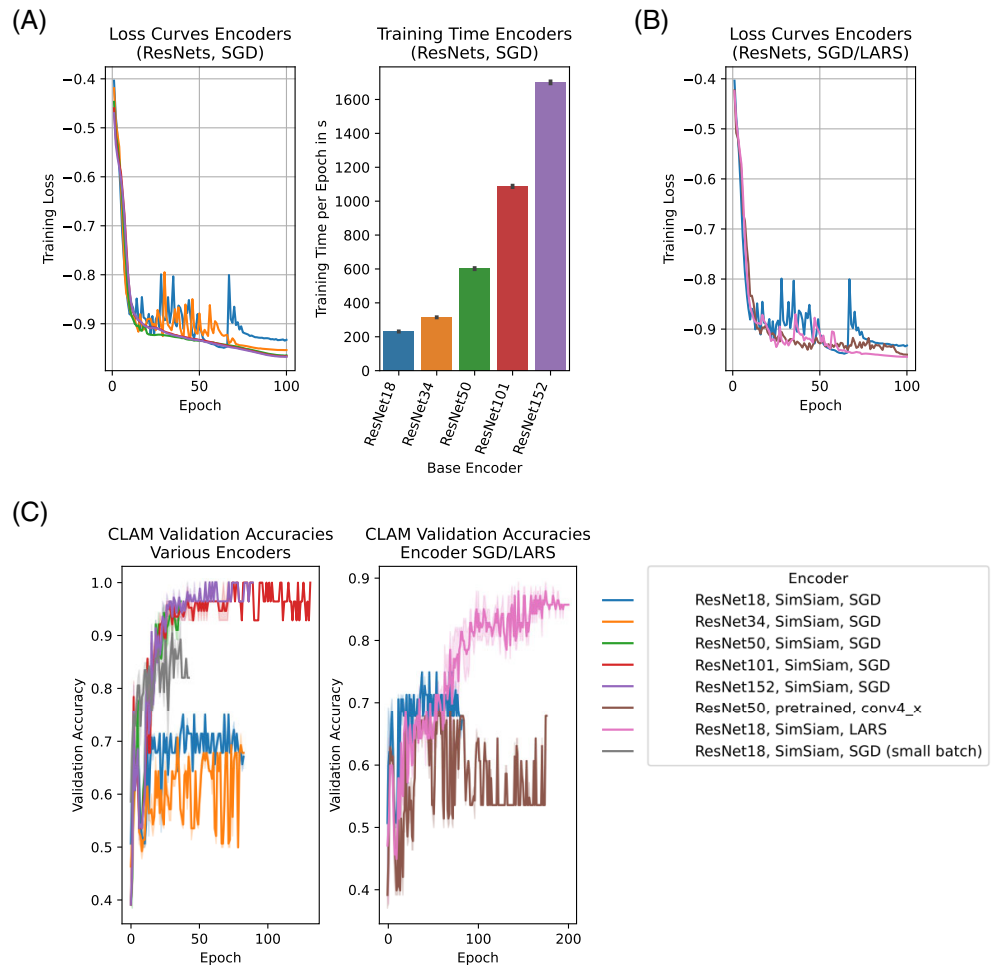 (A)
Loss Curves Encoders
(ResNets, SGD)
−0.4
−0.5
−0.6
−0.7
−0.8
−0.9
Training Loss
0
50
100
Epoch
Training Time Encoders
(ResNets, SGD)
1600
1400
1200
1000
800
600
400
200
0
Training Time per Epoch in s
ResNet18
ResNet34
ResNet50
ResNet101
ResNet152
Base Encoder
(B)
Loss Curves Encoders
(ResNets, SGD/LARS)
−0.4
−0.5
−0.6
−0.7
−0.8
−0.9
Training Loss
0
50
100
Epoch
(C)
CLAM Validation Accuracies
Various Encoders
1.0
0.9
0.8
0.7
0.6
0.5
0.4
Validation Accuracy
0
50
100
Epoch
CLAM Validation Accuracies
Encoder SGD/LARS
0.9
0.8
0.7
0.6
0.5
0.4
Validation Accuracy
0
100
200
Epoch
Encoder
ResNet18, SimSiam, SGD
ResNet34, SimSiam, SGD
ResNet50, SimSiam, SGD
ResNet101, SimSiam, SGD
ResNet152, SimSiam, SGD
ResNet50, pretrained, conv4_x
ResNet18, SimSiam, LARS
ResNet18, SimSiam, SGD (small batch)